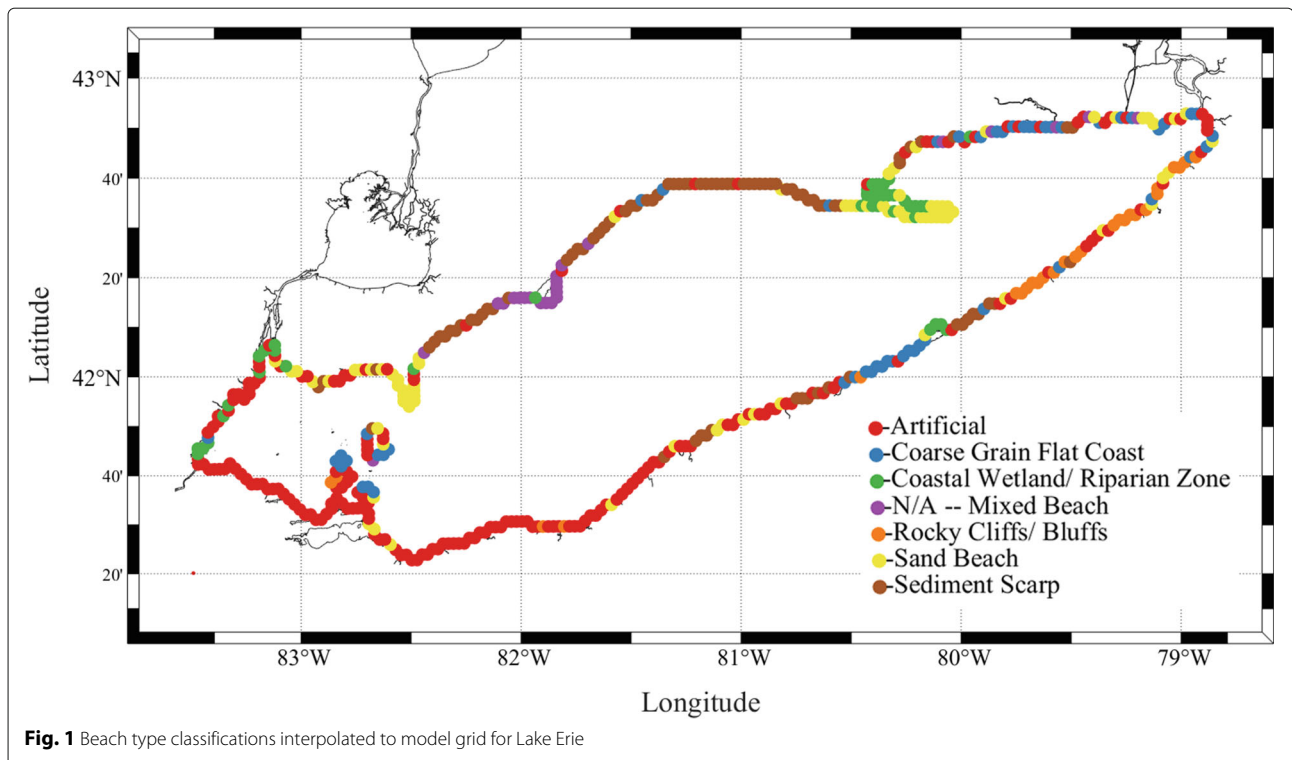 43°N
40'
20'
42°N
40'
20'
Latitude
83°W
82°W
81°W
80°W
79°W
Longitude
-Artificial
-Coarse Grain Flat Coast
-Coastal Wetland/ Riparian Zone
-N/A -- Mixed Beach
-Rocky Cliffs/ Bluffs
-Sand Beach
-Sediment Scarp
Fig. 1 Beach type classifications interpolated to model grid for Lake Erie